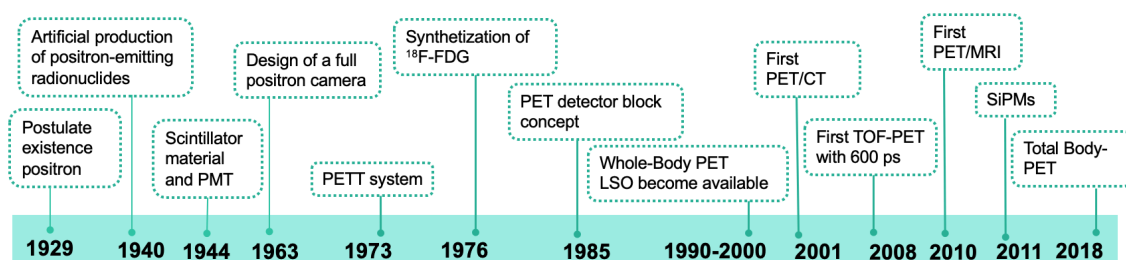 Artificial production
of positron-emitting
radionuclides
Postulate
existence
positron
Scintillator
material
and PMT
Design of a full
positron camera
PETT system
Synthetization of
¹⁸F-FDG
PET detector block
concept
Whole-Body PET
LSO become available
First
PET/CT
First TOF-PET
with 600 ps
First
PET/MRI
SiPMs
Total Body-
PET
1929 1940 1944 1963 1973 1976 1985 1990-2000 2001 2008 2010 2011 2018